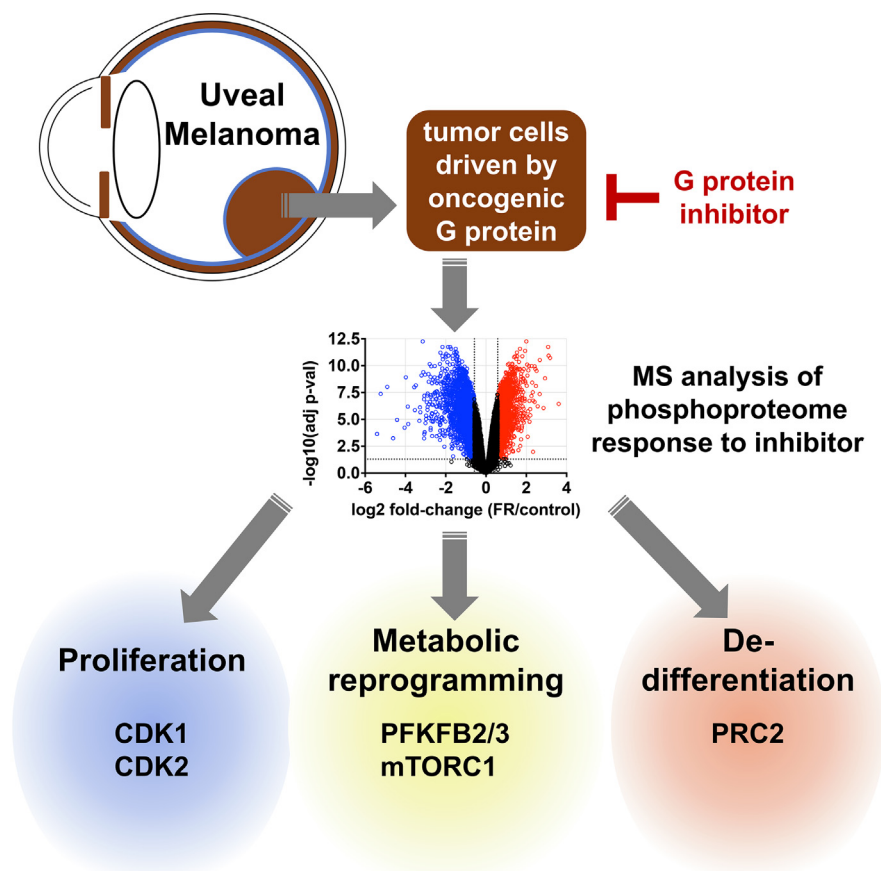 Uveal
Melanoma
tumor cells
driven by
oncogenic
G protein
G protein
inhibitor
12.5
10.0
7.5
5.0
2.5
0.0
-log10(adj p-val)
-6 -4 -2 0 2 4
log2 fold-change (FR/control)
MS analysis of
phosphoproteome
response to inhibitor
Proliferation
CDK1
CDK2
Metabolic
reprogramming
PFKFB2/3
mTORC1
De-
differentiation
PRC2